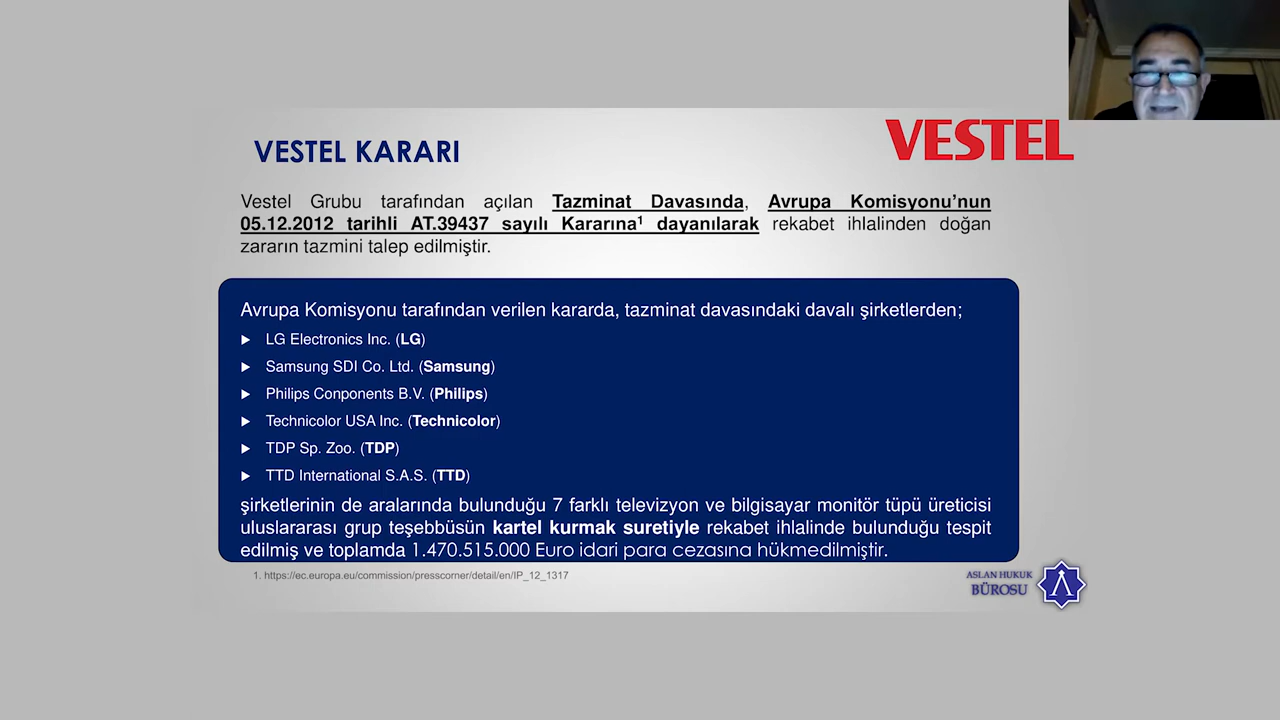 VESTEL KARARI
VESTEL
Vestel Grubu tarafından açılan Tazminat Davasında, Avrupa Komisyonu’nun
05.12.2012 tarihli AT.39437 sayılı Kararına¹ dayanılarak rekabet ihlalinden doğan
zararın tazmini talep edilmiştir.
Avrupa Komisyonu tarafından verilen kararda, tazminat davasındaki davalı şirketlerden;
► LG Electronics Inc. (LG)
► Samsung SDI Co. Ltd. (Samsung)
► Philips Conponents B.V. (Philips)
► Technicolor USA Inc. (Technicolor)
► TDP Sp. Zoo. (TDP)
► TTD International S.A.S. (TTD)
şirketlerinin de aralarında bulunduğu 7 farklı televizyon ve bilgisayar monitör tüpü üreticisi
uluslararası grup teşebbüsün kartel kurmak suretiyle rekabet ihlalinde bulunduğu tespit
edilmiş ve toplamda 1.470.515.000 Euro idari para cezasına hükmedilmiştir.
1. https://ec.europa.eu/commission/presscorner/detail/en/IP_12_1317
ASLAN HUKUK
BÜROSU